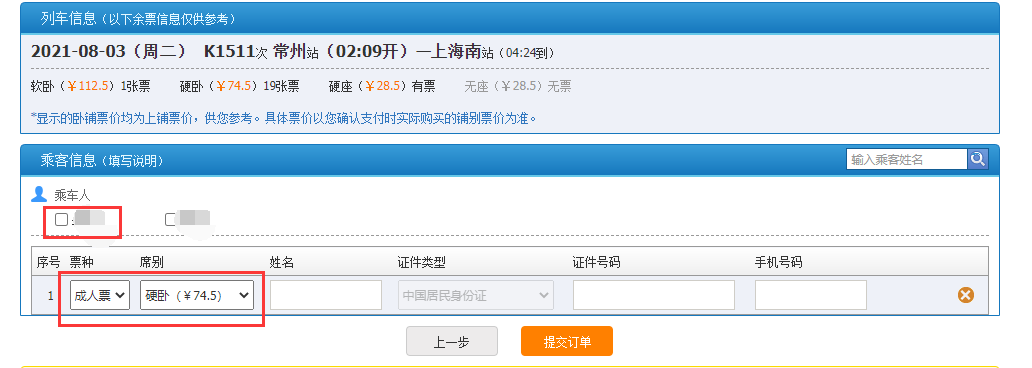 列车信息（以下余票信息仅供参考）
2021-08-03（周二） K1511次 常州站（02:09开）—上海南站（04:24到）
软卧（￥112.5）1张票 硬卧（￥74.5）19张票 硬座（￥28.5）有票 无座（￥28.5）无票
*显示的卧铺票价均为上铺票价，供您参考。具体票价以您确认支付时实际购买的铺别票价为准。
乘客信息（填写说明） 输入乘客姓名
乘车人
序号 票种 席别 姓名 证件类型 证件号码 手机号码
1 成人票 硬卧（￥74.5） 中国居民身份证
上一步 提交订单